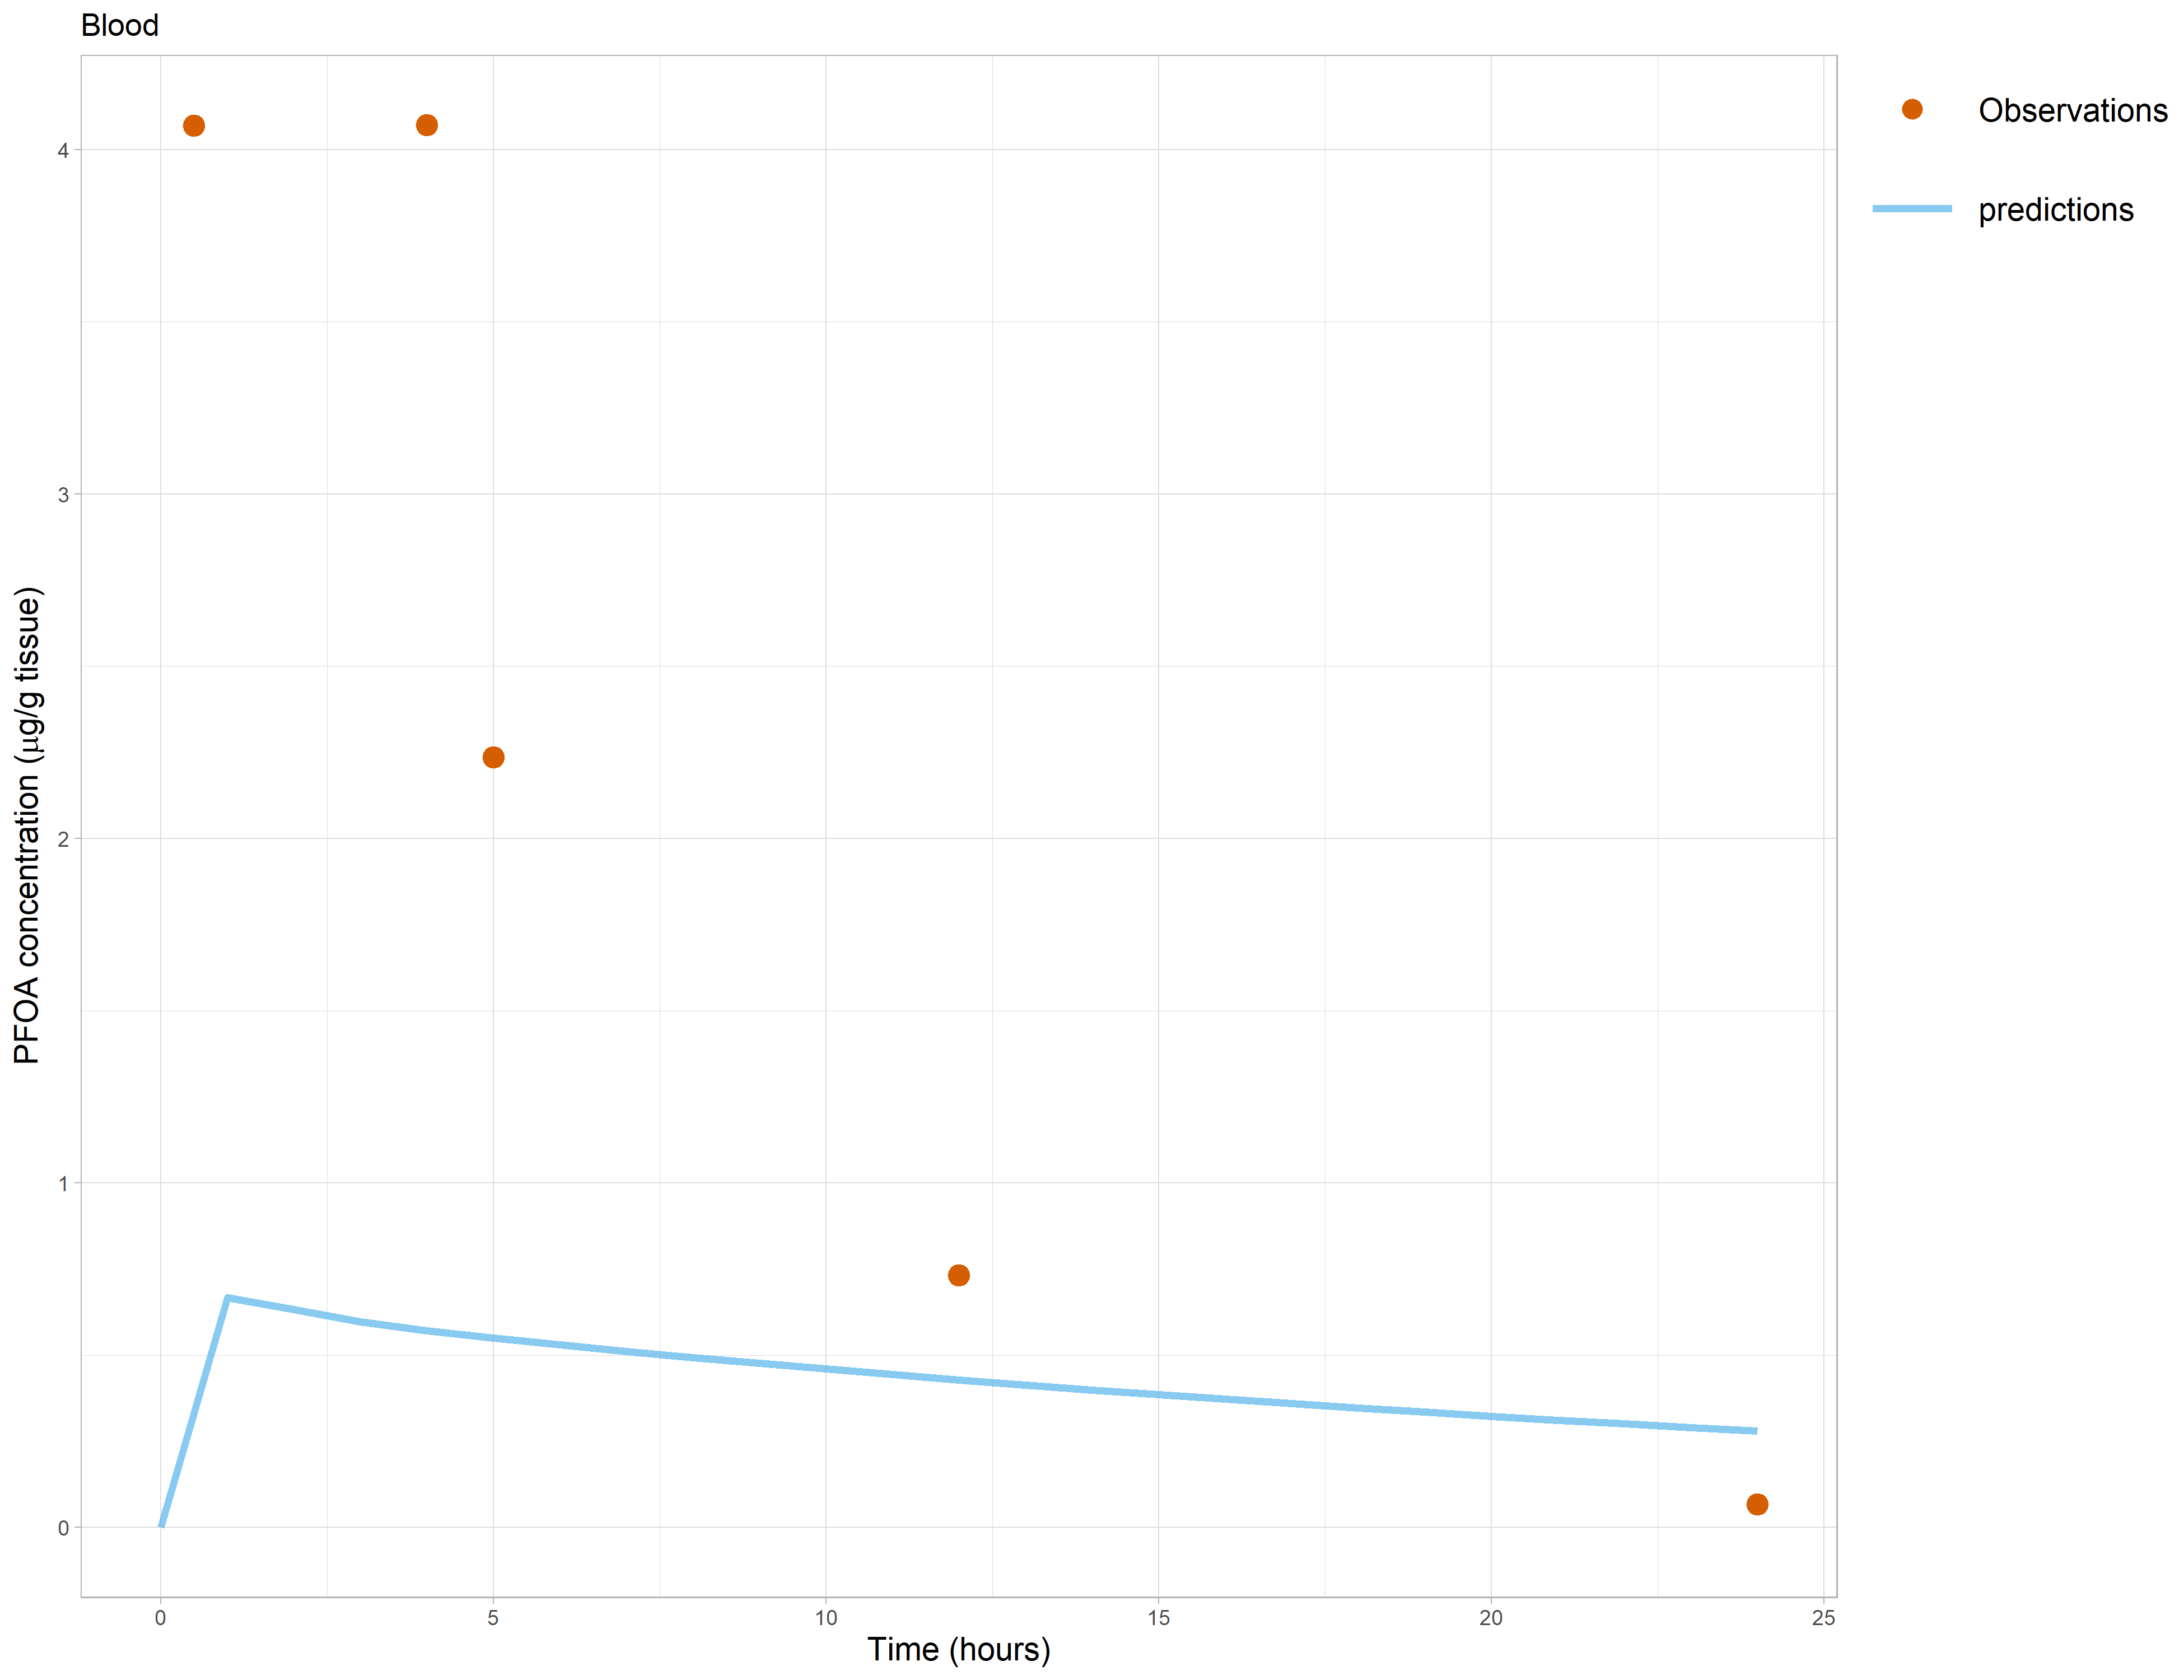 Blood
Observations
predictions
PFOA concentration (μg/g tissue)
4
3
2
1
0
0 5 10 15 20 25
Time (hours)